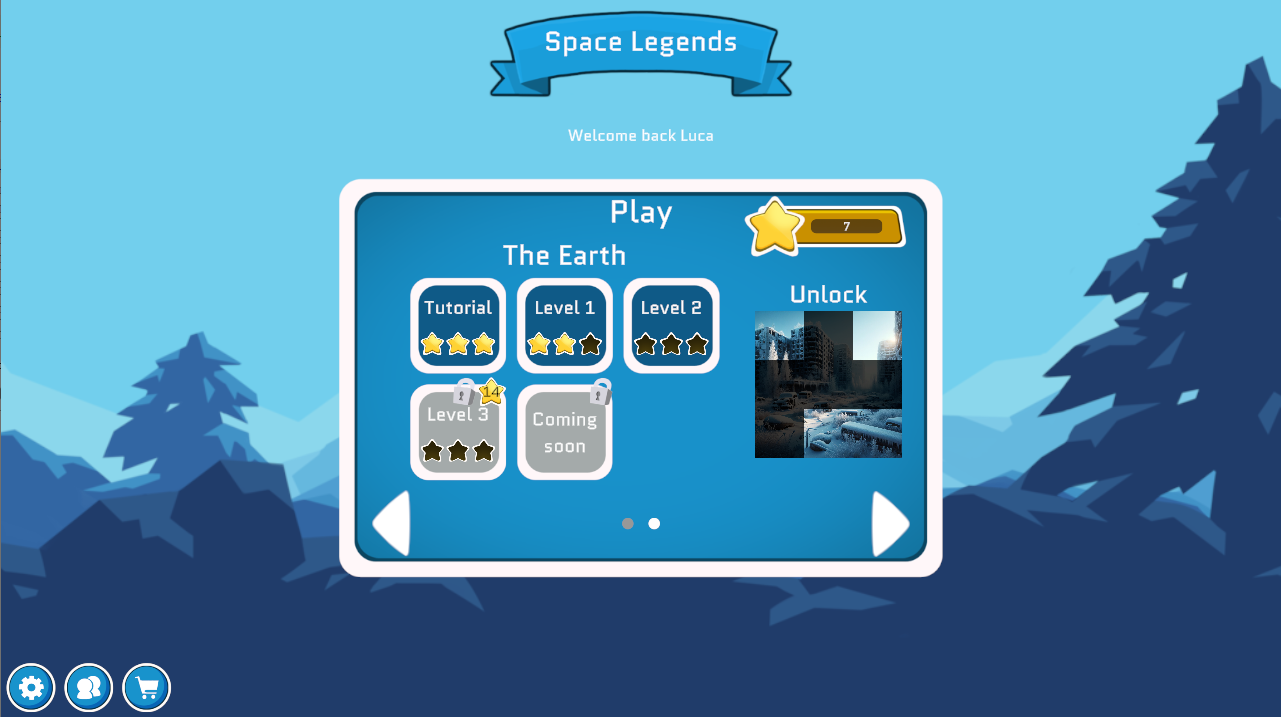 Space Legends
Welcome back Luca
Play
7
The Earth
Unlock
Tutorial
Level 1
Level 2
14
Level 3
Coming
soon